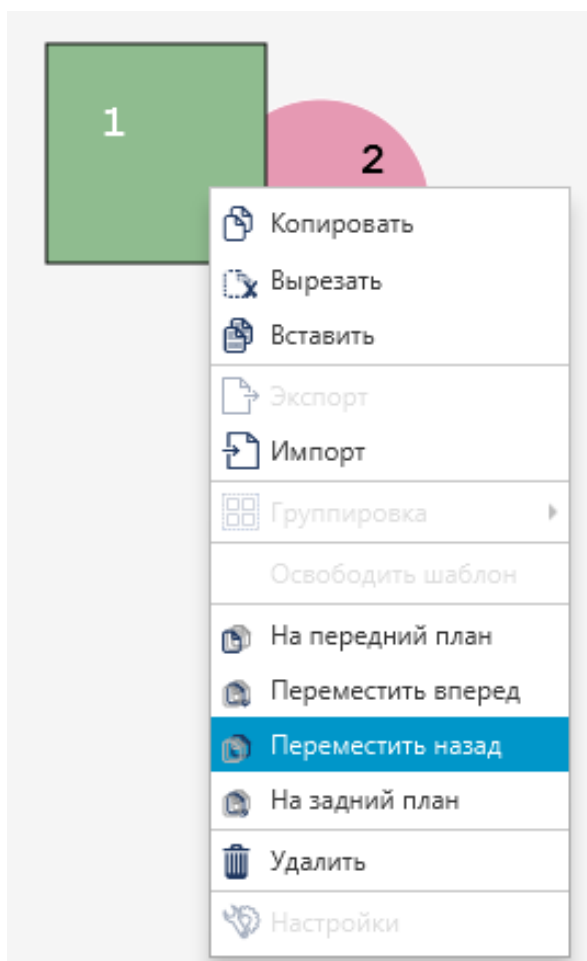 1
2
Копировать
Вырезать
Вставить
Экспорт
Импорт
Группировка
Освободить шаблон
На передний план
Переместить вперед
Переместить назад
На задний план
Удалить
Настройки